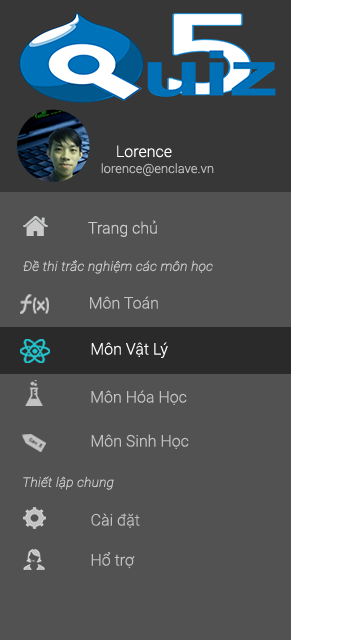 Quiz 5
Lorence
lorence@enclave.vn
Trang chủ
Đề thi trắc nghiệm các môn học
f(x)
Môn Toán
Môn Vật Lý
Môn Hóa Học
Môn Sinh Học
Thiết lập chung
Cài đặt
Hổ trợ